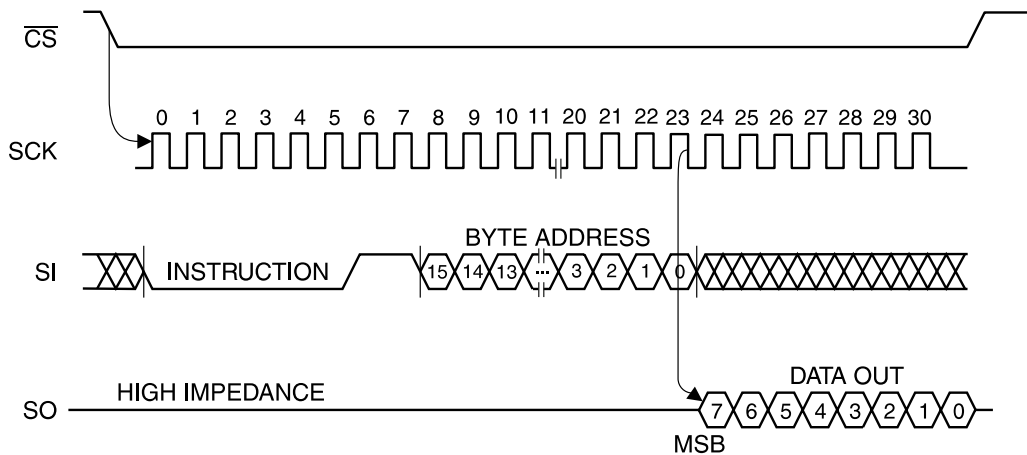 CS
0 1 2 3 4 5 6 7 8 9 10 11 20 21 22 23 24 25 26 27 28 29 30
SCK
BYTE ADDRESS
SI INSTRUCTION 15 14 13 ... 3 2 1 0
HIGH IMPEDANCE DATA OUT
SO 7 6 5 4 3 2 1 0
MSB